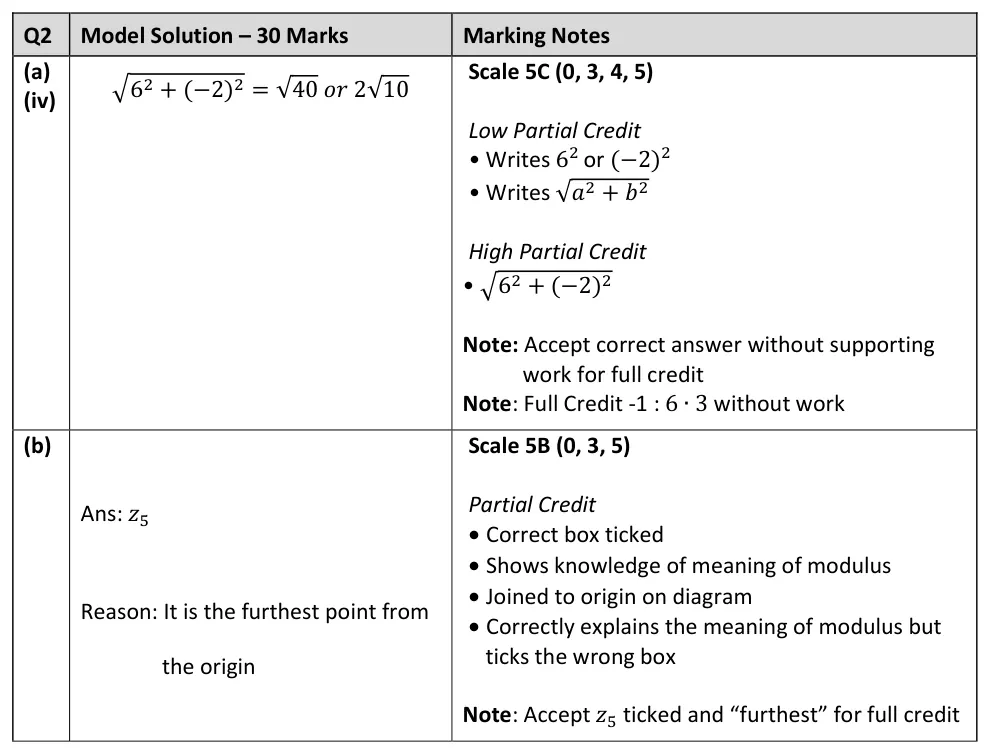 Q2 Model Solution – 30 Marks Marking Notes
(a)
(iv)
√(6² + (−2)²) = √40 or 2√10
Scale 5C (0, 3, 4, 5)
Low Partial Credit
• Writes 6² or (−2)²
• Writes √(a² + b²)
High Partial Credit
• √(6² + (−2)²)
Note: Accept correct answer without supporting
work for full credit
Note: Full Credit -1 : 6 · 3 without work
(b)
Ans: z₅
Reason: It is the furthest point from
the origin
Scale 5B (0, 3, 5)
Partial Credit
• Correct box ticked
• Shows knowledge of meaning of modulus
• Joined to origin on diagram
• Correctly explains the meaning of modulus but
ticks the wrong box
Note: Accept z₅ ticked and “furthest” for full credit